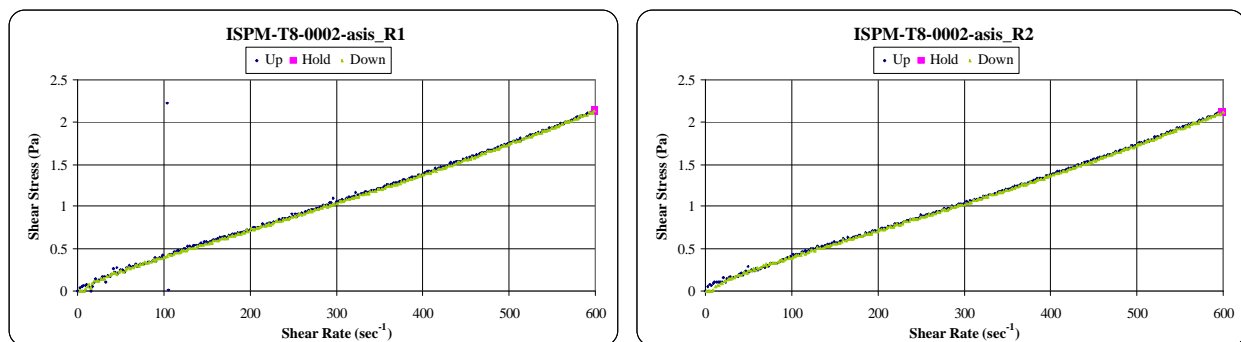 ISPM-T8-0002-asis_R1
Up Hold Down
2.5
2
1.5
1
0.5
0
Shear Stress (Pa)
0 100 200 300 400 500 600
Shear Rate (sec⁻¹)
ISPM-T8-0002-asis_R2
Up Hold Down
2.5
2
1.5
1
0.5
0
Shear Stress (Pa)
0 100 200 300 400 500 600
Shear Rate (sec⁻¹)